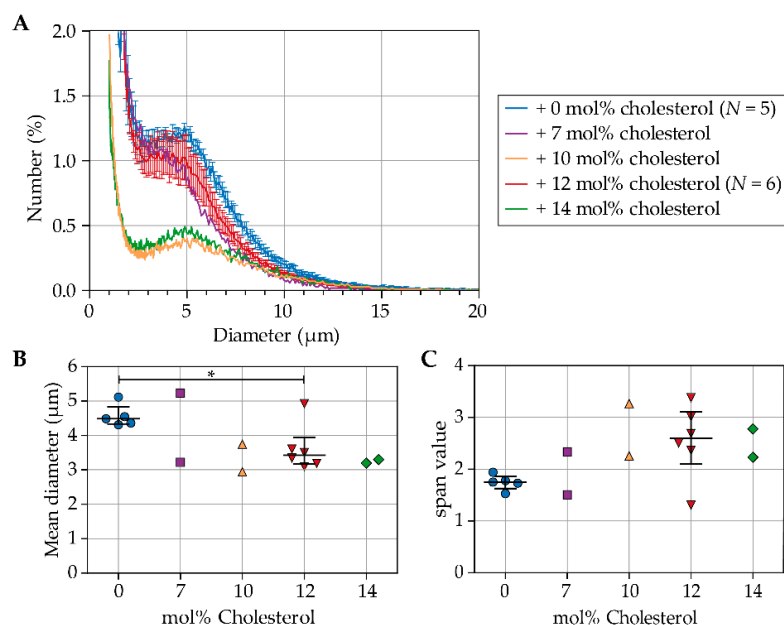 A
2.0
1.5
1.0
0.5
0.0
Number (%)
0 5 10 15 20
Diameter (µm)
+ 0 mol% cholesterol (N = 5)
+ 7 mol% cholesterol
+ 10 mol% cholesterol
+ 12 mol% cholesterol (N = 6)
+ 14 mol% cholesterol
B
*
6
5
4
3
2
1
0
Mean diameter (µm)
0 7 10 12 14
mol% Cholesterol
C
4
3
2
1
0
span value
0 7 10 12 14
mol% Cholesterol